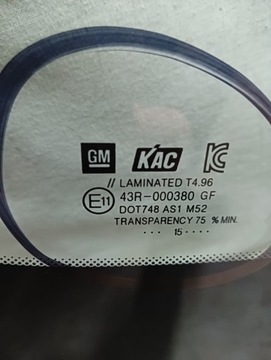 GM KAC KC
// LAMINATED T4.96
E11 43R-000380 GF
DOT748 AS1 M52
TRANSPARENCY 75 % MIN.
··· 15 ····